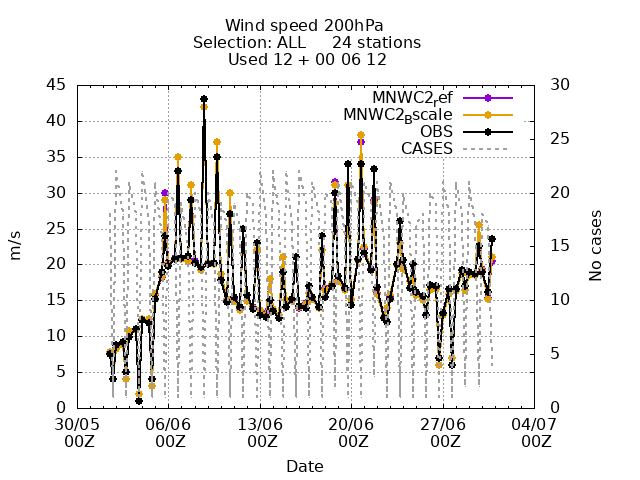 Wind speed 200hPa
Selection: ALL 24 stations
Used 12 + 00 06 12
MNWC2ref
MNWC2Bscale
OBS
CASES
45
40
35
30
25
20
15
10
5
0
30
25
20
15
10
5
0
m/s
No cases
30/05 06/06 13/06 20/06 27/06 04/07
00Z 00Z 00Z 00Z 00Z 00Z
Date